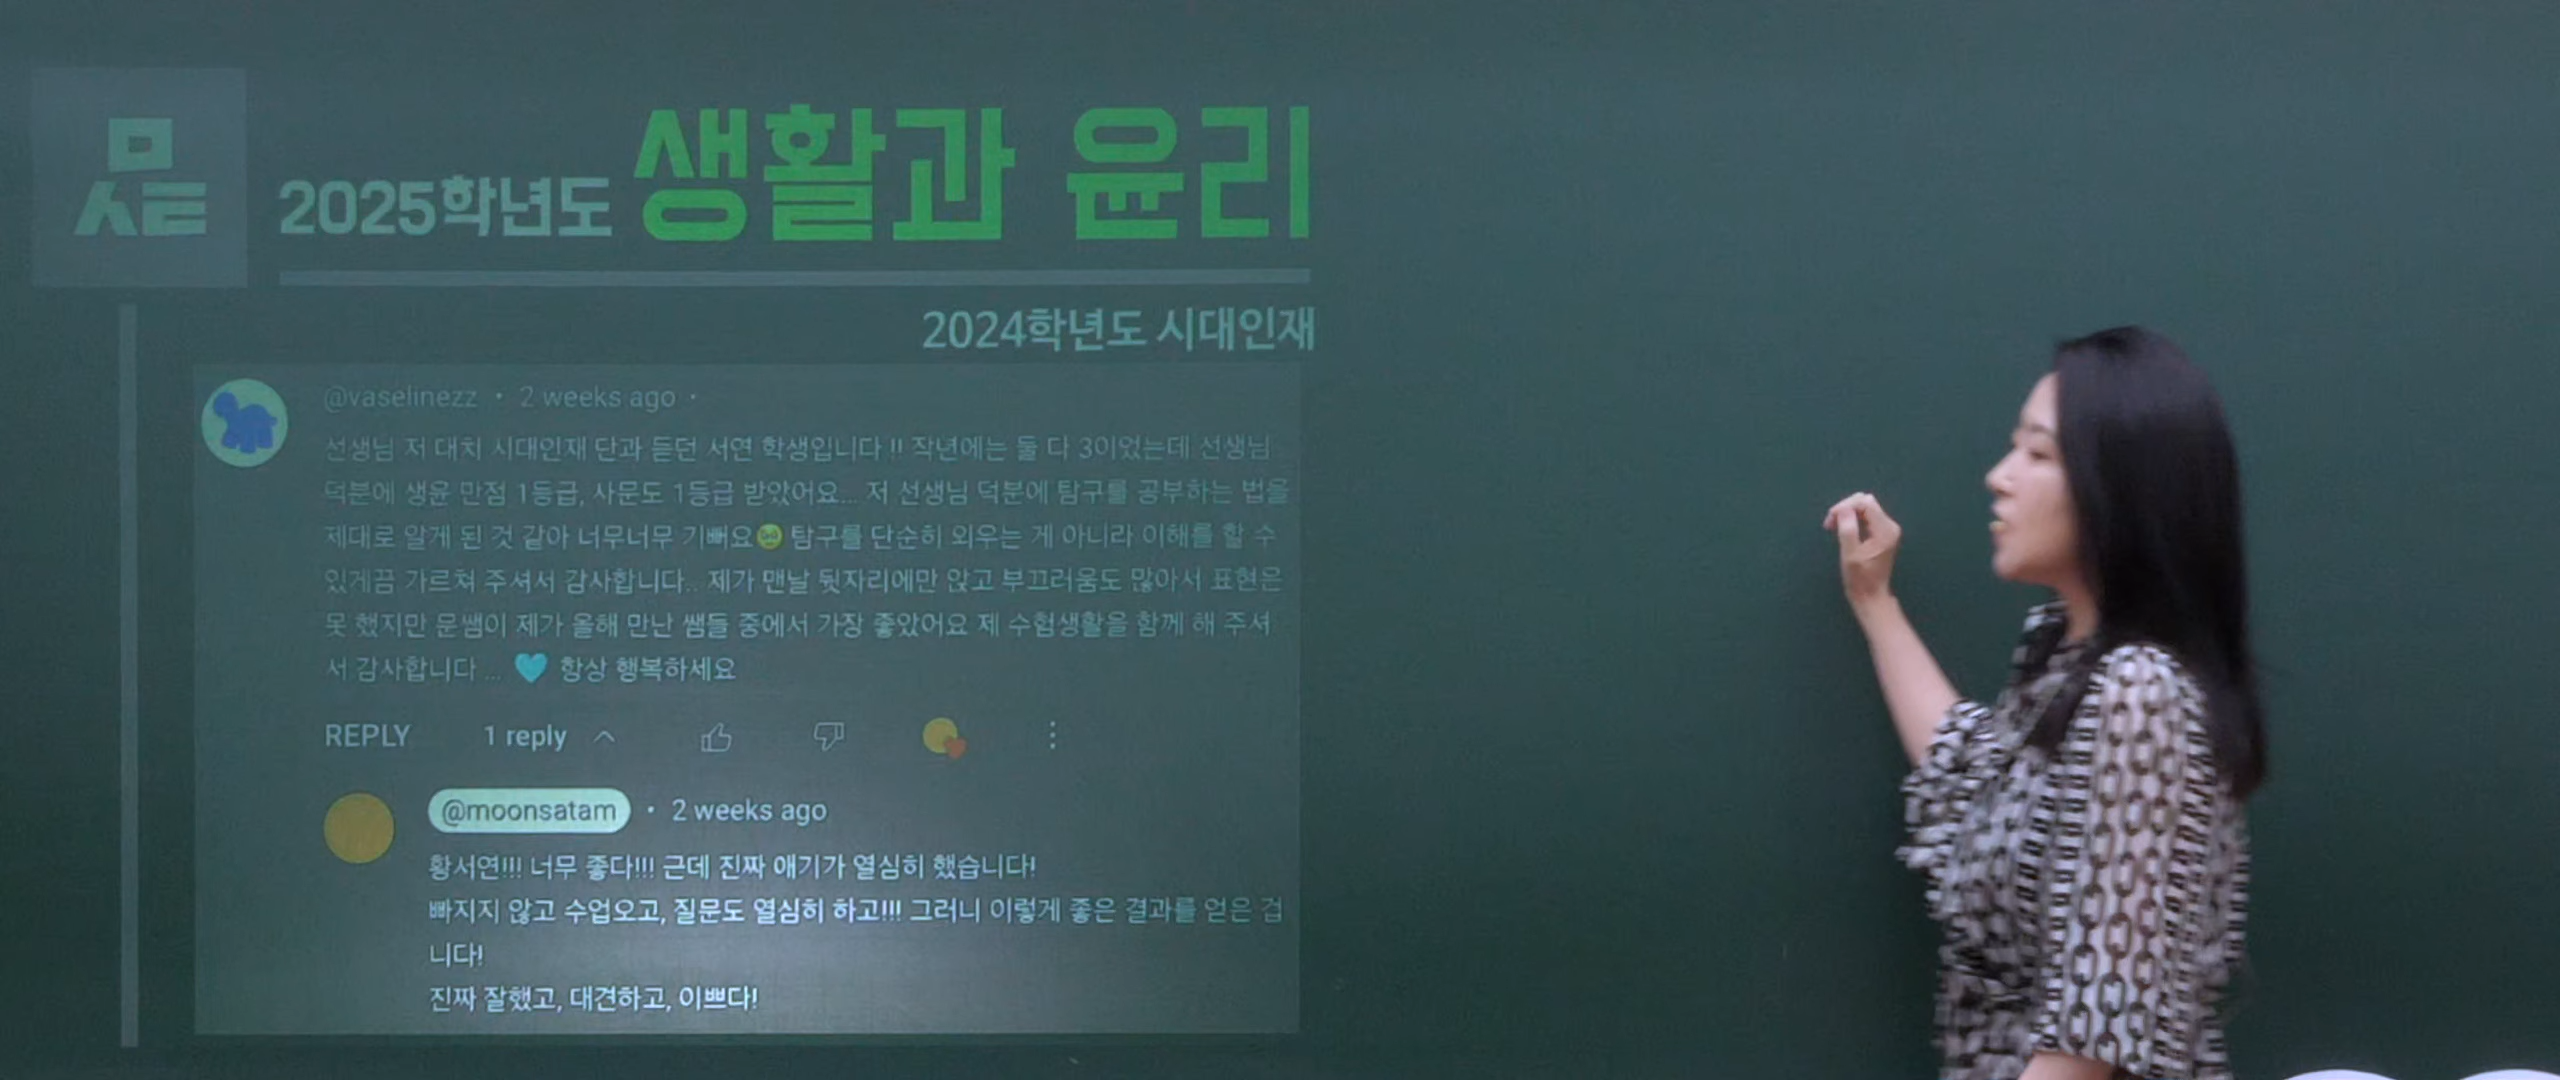 뭍
2025학년도 생활과 윤리
2024학년도 시대인재
@vaselinezz • 2 weeks ago •
선생님 저 대치 시대인재 단과 듣던 서연 학생입니다 !! 작년에는 둘 다 3이었는데 선생님
덕분에 생윤 만점 1등급, 사문도 1등급 받았어요... 저 선생님 덕분에 탐구를 공부하는 법을
제대로 알게 된 것 같아 너무너무 기뻐요🥹 탐구를 단순히 외우는 게 아니라 이해를 할 수
있게끔 가르쳐 주셔서 감사합니다.. 제가 맨날 뒷자리에만 앉고 부끄러움도 많아서 표현은
못 했지만 문쌤이 제가 올해 만난 쌤들 중에서 가장 좋았어요 제 수험생활을 함께 해 주셔
서 감사합니다 ... 🩵 항상 행복하세요
REPLY 1 reply
@moonsatam • 2 weeks ago
황서연!!! 너무 좋다!!! 근데 진짜 애기가 열심히 했습니다!
빠지지 않고 수업오고, 질문도 열심히 하고!!! 그러니 이렇게 좋은 결과를 얻은 겁
니다!
진짜 잘했고, 대견하고, 이쁘다!